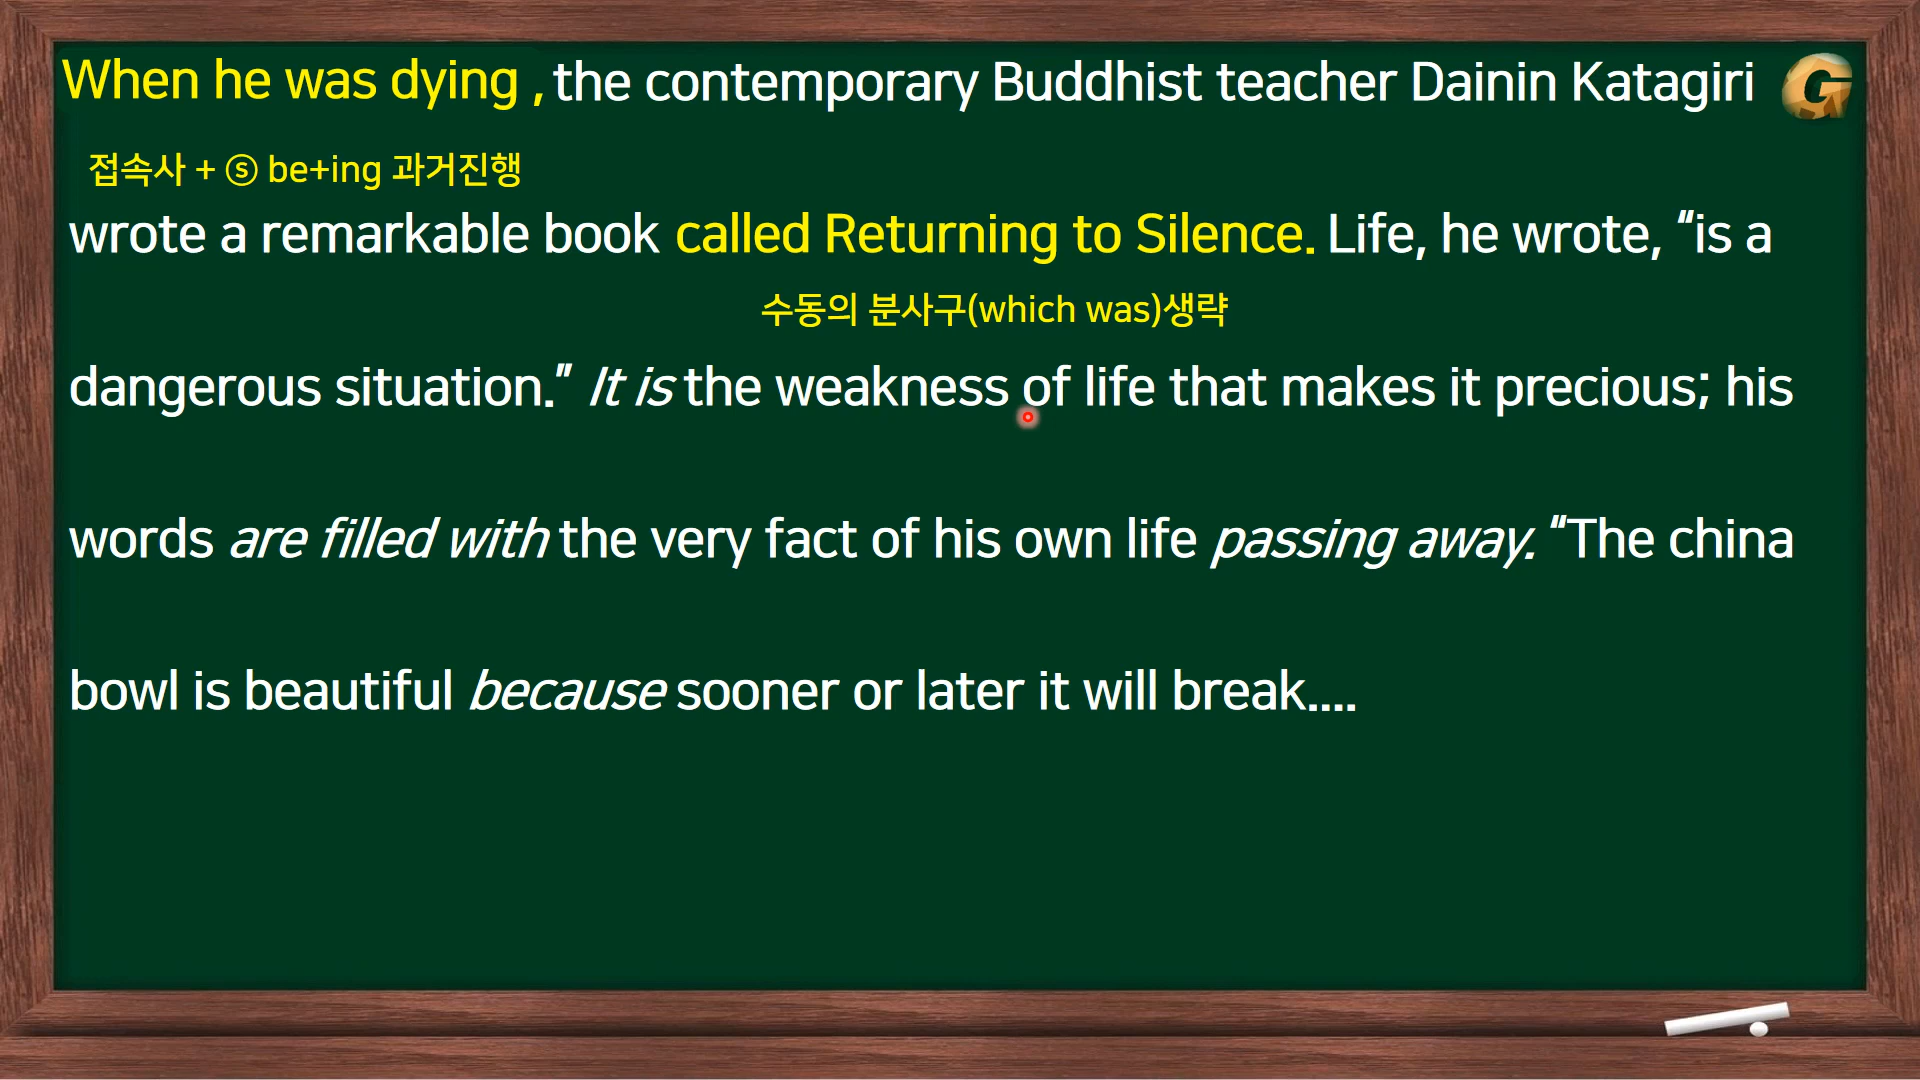 When he was dying , the contemporary Buddhist teacher Dainin Katagiri
G
접속사 + ⓢ be+ing 과거진행
wrote a remarkable book called Returning to Silence. Life, he wrote, “is a
수동의 분사구(which was)생략
dangerous situation.” It is the weakness of life that makes it precious; his
words are filled with the very fact of his own life passing away. “The china
bowl is beautiful because sooner or later it will break....